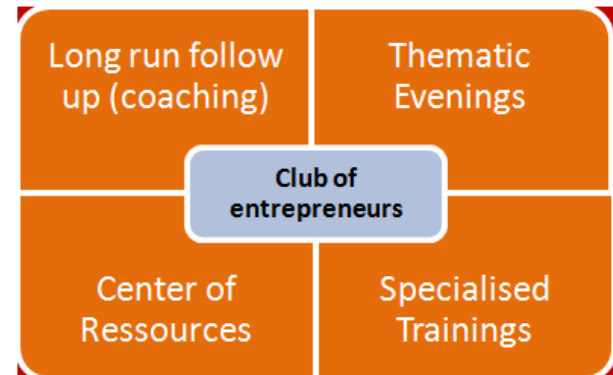 Long run follow
up (coaching)
Thematic
Evenings
Club of
entrepreneurs
Center of
Ressources
Specialised
Trainings